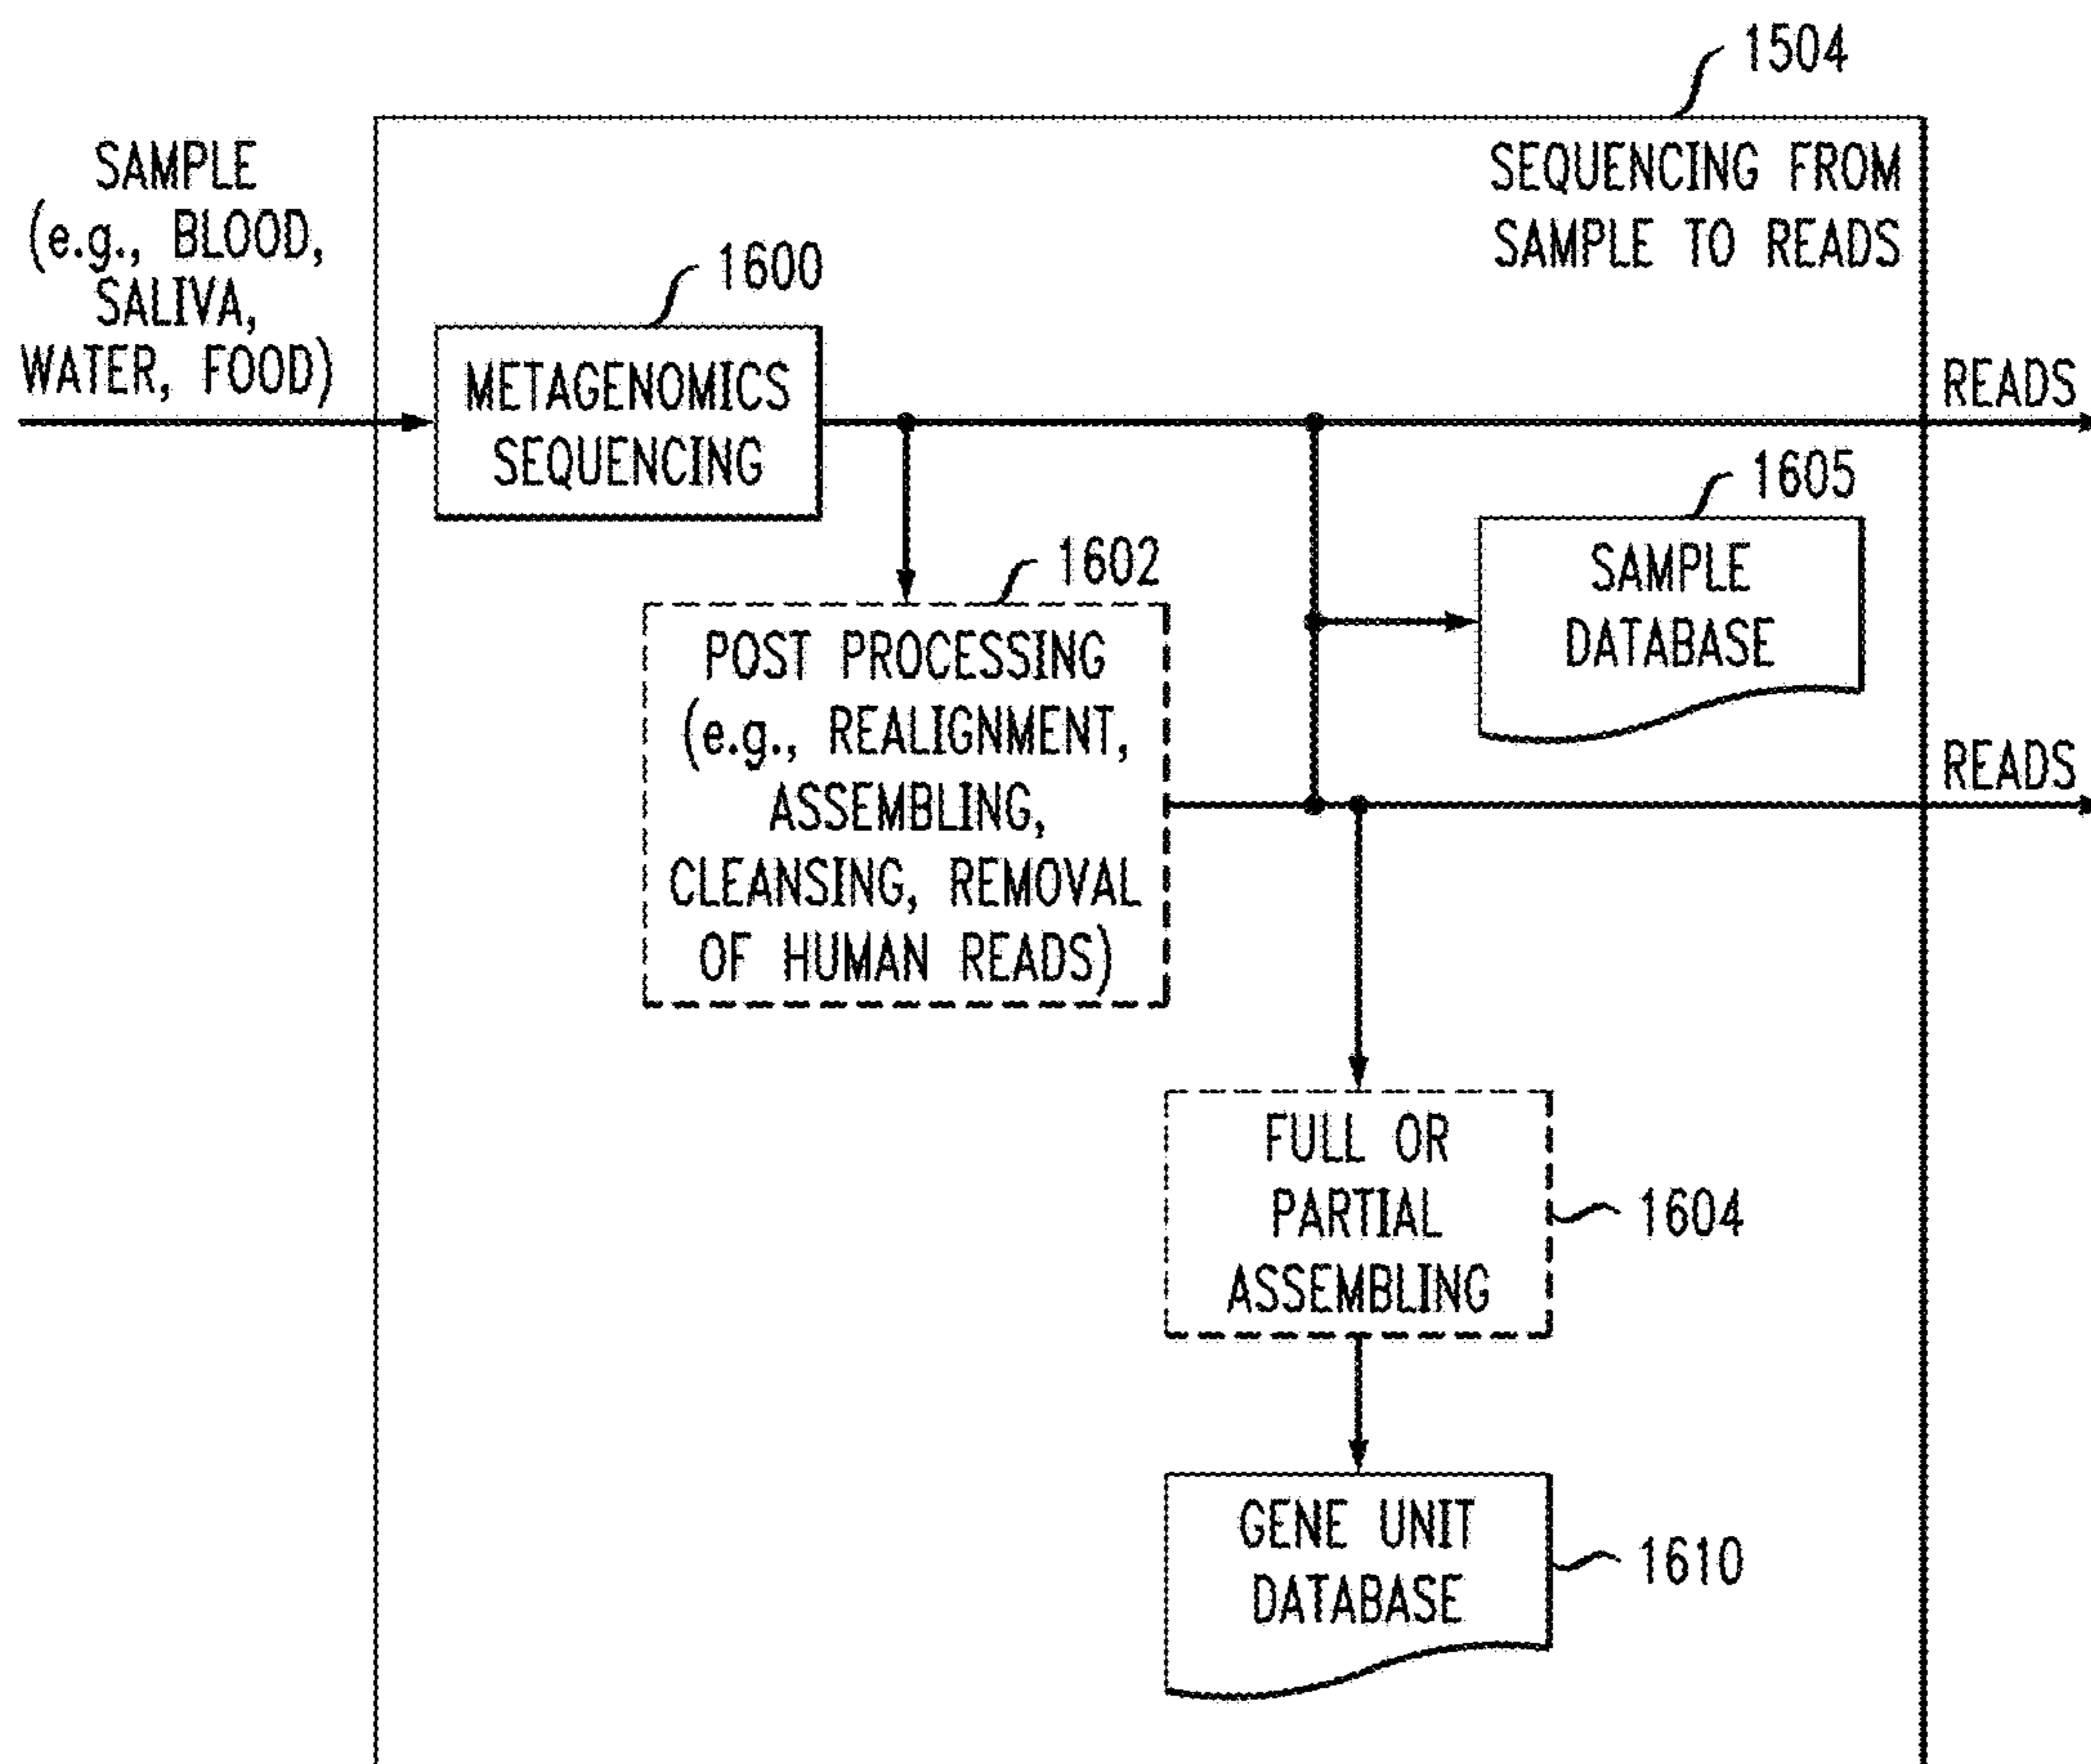 1504
SAMPLE
(e.g., BLOOD,
SALIVA,
WATER, FOOD)
SEQUENCING FROM
SAMPLE TO READS
1600
METAGENOMICS
SEQUENCING
READS
1605
SAMPLE
DATABASE
1602
POST PROCESSING
(e.g., REALIGNMENT,
ASSEMBLING,
CLEANSING, REMOVAL
OF HUMAN READS)
READS
FULL OR
PARTIAL
ASSEMBLING
1604
GENE UNIT
DATABASE
1610